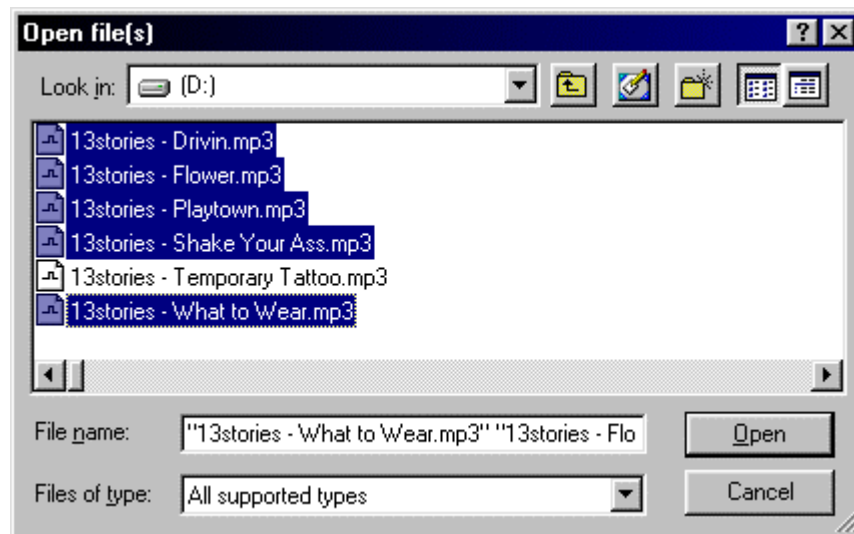 Open file(s)
Look in: (D:)
13stories - Drivin.mp3
13stories - Flower.mp3
13stories - Playtown.mp3
13stories - Shake Your Ass.mp3
13stories - Temporary Tattoo.mp3
13stories - What to Wear.mp3
File name: "13stories - What to Wear.mp3" "13stories - Flo Open
Files of type: All supported types Cancel